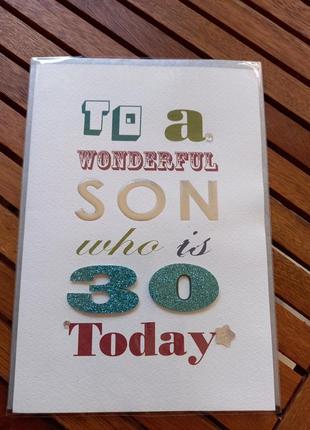 TO a
WONDERFUL
SON
who is
30
Today